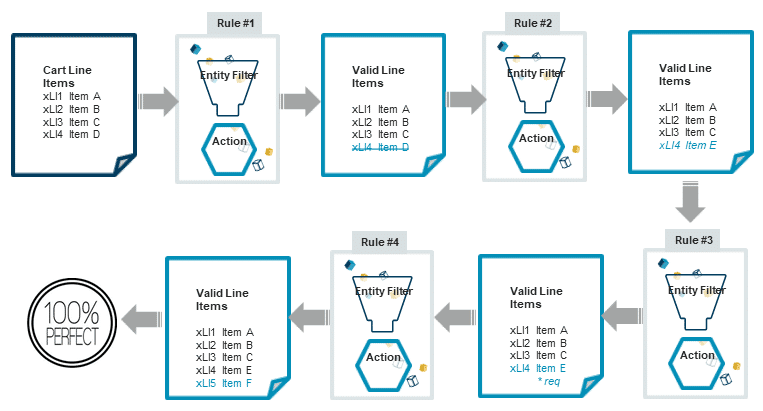 Rule #1
Rule #2
Cart Line
Items
xLI1 Item A
xLI2 Item B
xLI3 Item C
xLI4 Item D
Entity Filter
Action
Valid Line
Items
xLI1 Item A
xLI2 Item B
xLI3 Item C
xLI4 Item D
Entity Filter
Action
Valid Line
Items
xLI1 Item A
xLI2 Item B
xLI3 Item C
xLI4 Item E
Rule #3
Entity Filter
Action
Valid Line
Items
xLI1 Item A
xLI2 Item B
xLI3 Item C
xLI4 Item E
* req
Rule #4
Entity Filter
Action
Valid Line
Items
xLI1 Item A
xLI2 Item B
xLI3 Item C
xLI4 Item E
xLI5 Item F
100%
PERFECT